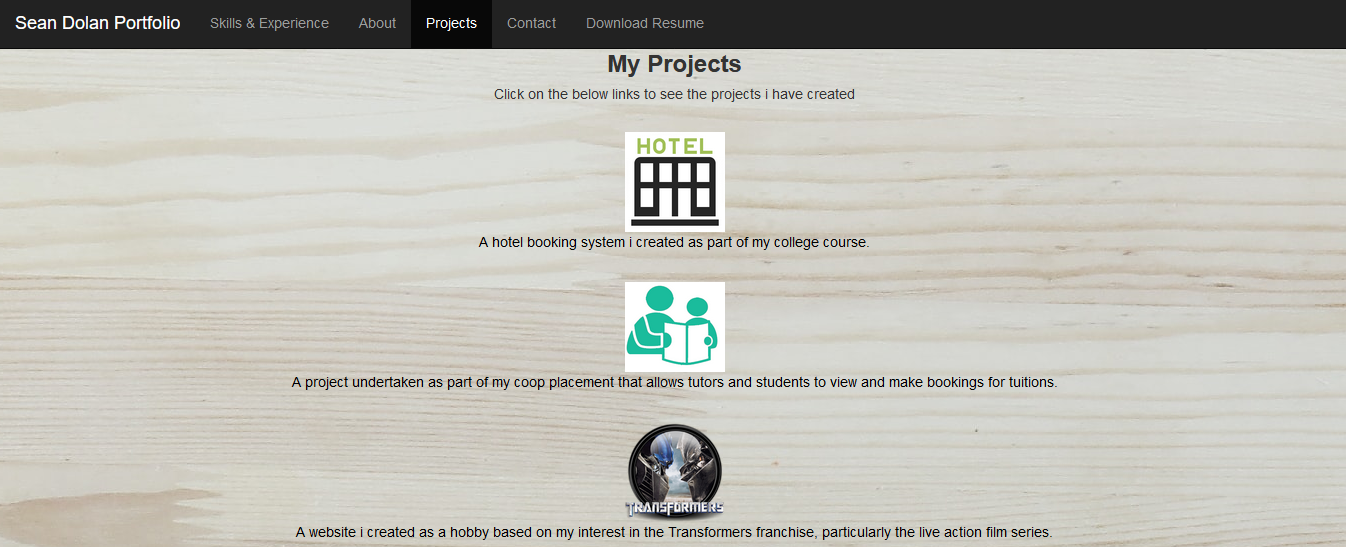 Sean Dolan Portfolio Skills & Experience About Projects Contact Download Resume
My Projects
Click on the below links to see the projects i have created
HOTEL
A hotel booking system i created as part of my college course.
A project undertaken as part of my coop placement that allows tutors and students to view and make bookings for tuitions.
TRANSFORMERS
A website i created as a hobby based on my interest in the Transformers franchise, particularly the live action film series.